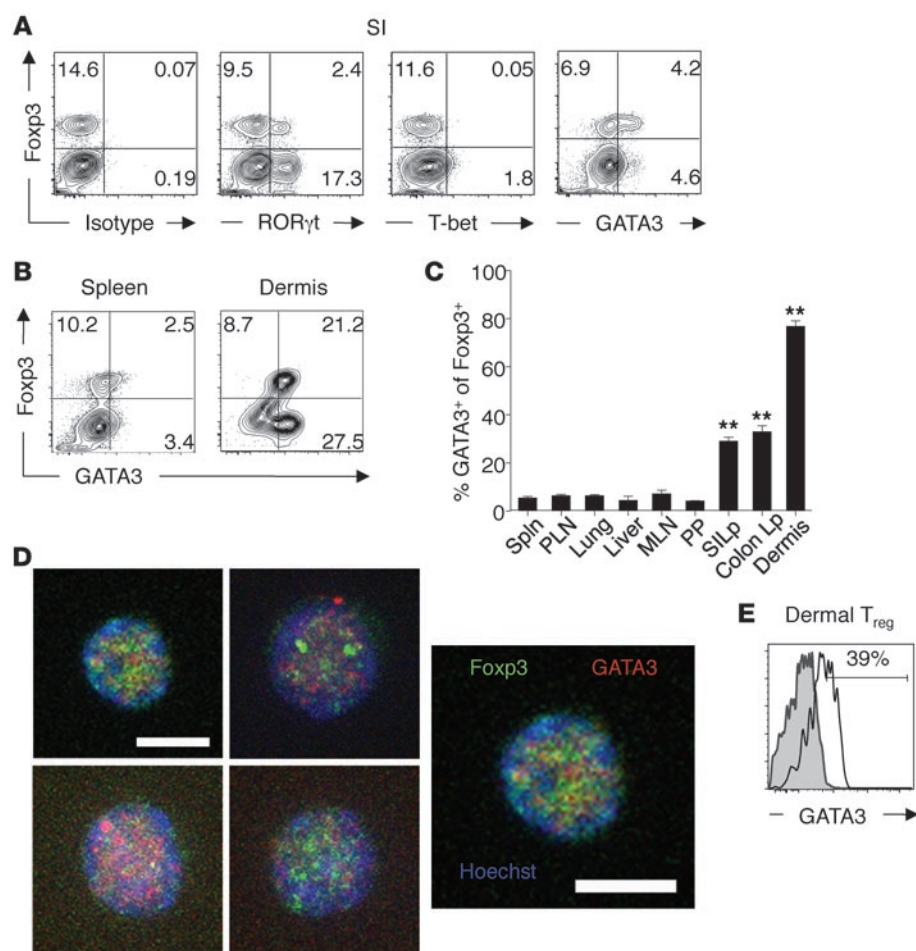 A
SI
Foxp3
14.6 0.07
0.19
Isotype
9.5 2.4
17.3
RORγt
11.6 0.05
1.8
T-bet
6.9 4.2
4.6
GATA3
B
Spleen Dermis
Foxp3
10.2 2.5
3.4
8.7 21.2
27.5
GATA3
C
% GATA3+ of Foxp3+
100
80
60
40
20
0
** ** **
Spln PLN Lung Liver MLN PP SILp Colon Lp Dermis
D
Foxp3 GATA3
Hoechst
E
Dermal Treg
39%
GATA3